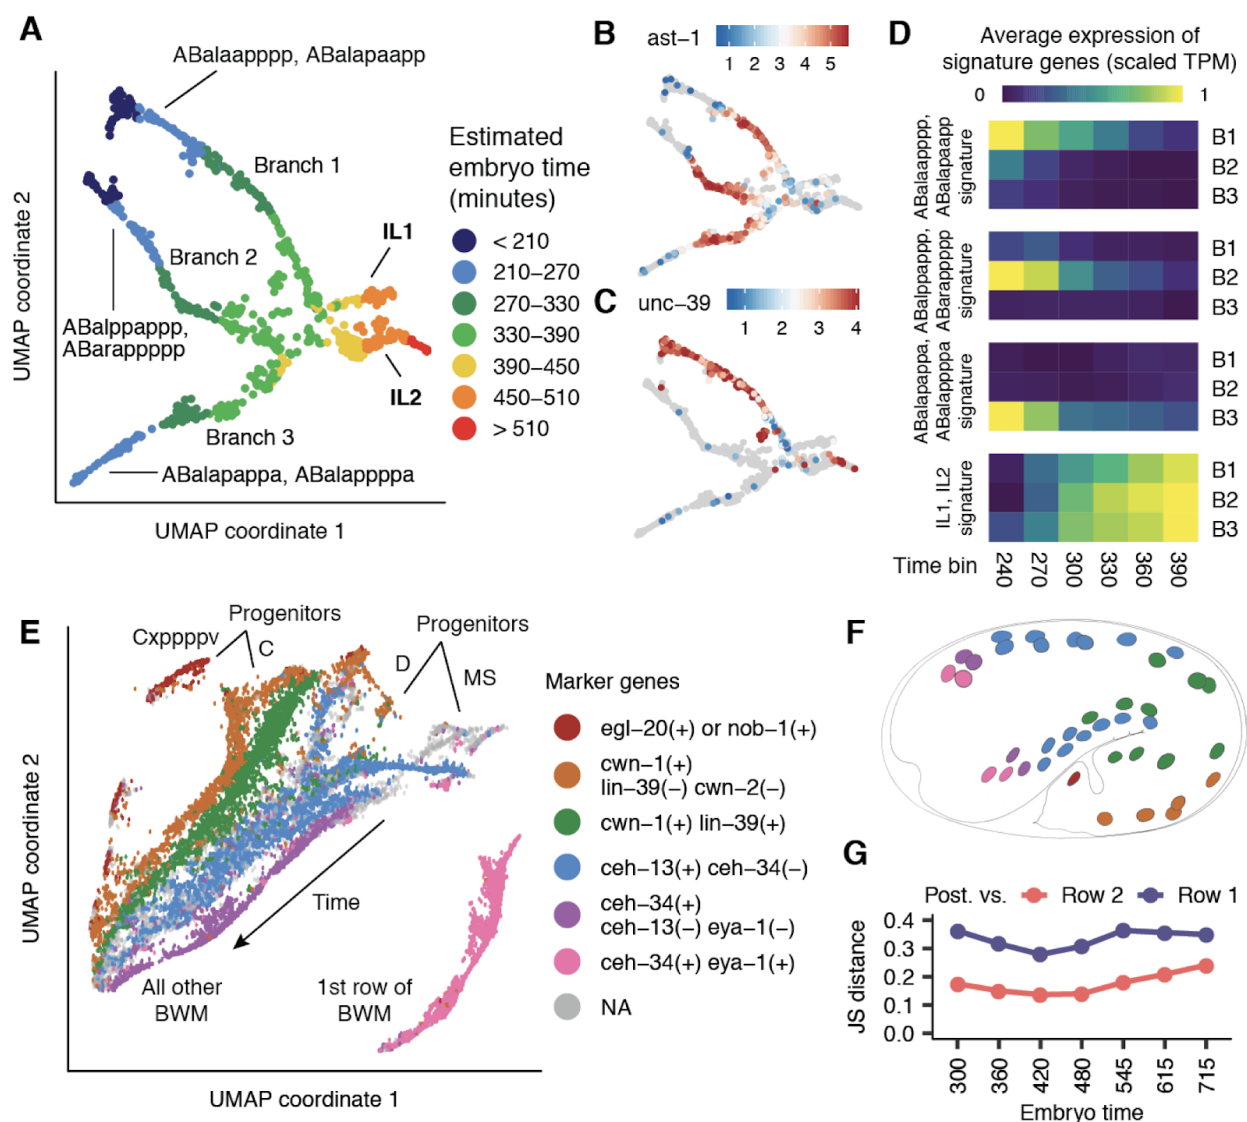 A
ABalaapppp, ABalapaapp
Branch 1
Branch 2
IL1
IL2
ABalppappp,
ABarappppp
Branch 3
ABalapappa, ABalappppa
UMAP coordinate 2
UMAP coordinate 1
Estimated
embryo time
(minutes)
< 210
210–270
270–330
330–390
390–450
450–510
> 510
B
ast–1
1 2 3 4 5
C
unc–39
1 2 3 4
D
Average expression of
signature genes (scaled TPM)
0 1
ABalaapppp,
ABalapaapp
signature
B1
B2
B3
ABalppappp,
ABarappppp
signature
B1
B2
B3
ABalapappa,
ABalappppa
signature
B1
B2
B3
IL1, IL2
signature
B1
B2
B3
Time bin
240 270 300 330 360 390
E
Progenitors
Cxppppv
C
Progenitors
D
MS
Time
All other
BWM
1st row of
BWM
UMAP coordinate 2
UMAP coordinate 1
Marker genes
egl–20(+) or nob–1(+)
cwn–1(+)
lin–39(–) cwn–2(–)
cwn–1(+) lin–39(+)
ceh–13(+) ceh–34(–)
ceh–34(+)
ceh–13(–) eya–1(–)
ceh–34(+) eya–1(+)
NA
F
G
Post. vs. Row 2 Row 1
JS distance
0.4
0.3
0.2
0.1
0.0
300 360 420 480 545 615 715
Embryo time